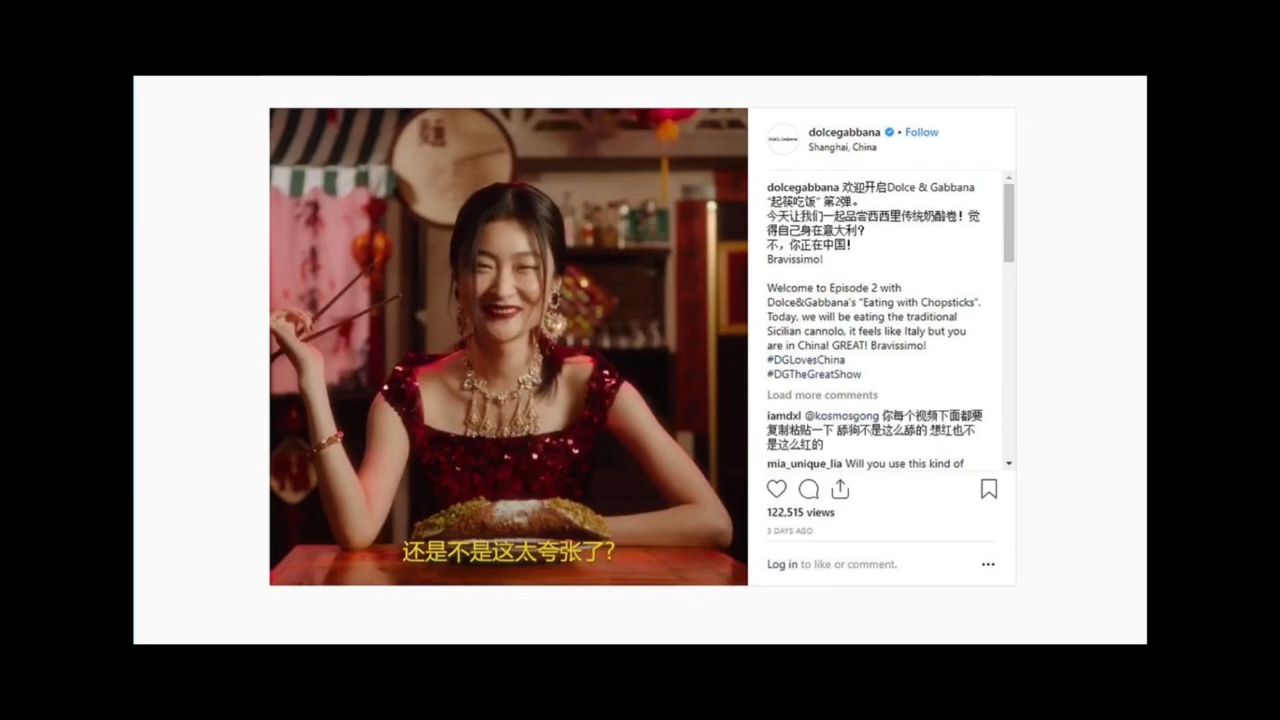 dolcegabbana • Follow
Shanghai, China
dolcegabbana 欢迎开启Dolce & Gabbana
“起筷吃饭” 第2弹。
今天让我们一起品尝西西里传统奶酪卷！觉
得自己身在意大利？
不，你正在中国！
Bravissimo!
Welcome to Episode 2 with
Dolce&Gabbana's "Eating with Chopsticks".
Today, we will be eating the traditional
Sicilian cannolo, it feels like Italy but you
are in China! GREAT! Bravissimo!
#DGLovesChina
#DGTheGreatShow
Load more comments
iamdxl @kosmosgong 你每个视频下面都要
复制粘贴一下 舔狗不是这么舔的 想红也不
是这么红的
mia_unique_lia Will you use this kind of
122,515 views
3 DAYS AGO
Log in to like or comment.
还是不是这太夸张了?